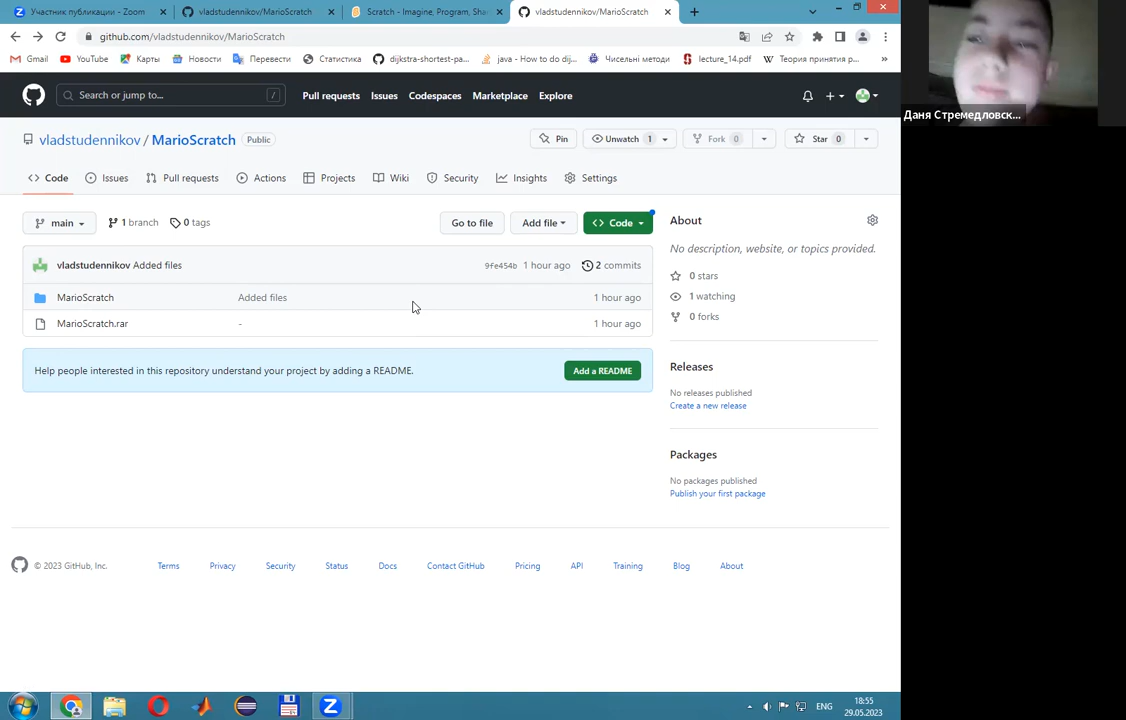 Участник публикации - Zoom
vladstudennikov/MarioScratch
Scratch - Imagine, Program, Sha
vladstudennikov/MarioScratch
github.com/vladstudennikov/MarioScratch
Gmail
YouTube
Карты
Новости
Перевести
Статистика
dijkstra-shortest-pa...
java - How to do dij...
Чисельні методи
lecture_14.pdf
Теория принятия р...
»
Search or jump to...
/
Pull requests
Issues
Codespaces
Marketplace
Explore
Даня Стремедловск...
vladstudennikov / MarioScratch
Public
Pin
Unwatch 1
Fork 0
Star 0
Code
Issues
Pull requests
Actions
Projects
Wiki
Security
Insights
Settings
main
1 branch
0 tags
Go to file
Add file
Code
vladstudennikov Added files
9fe454b 1 hour ago
2 commits
MarioScratch
Added files
1 hour ago
MarioScratch.rar
-
1 hour ago
Help people interested in this repository understand your project by adding a README.
Add a README
About
No description, website, or topics provided.
0 stars
1 watching
0 forks
Releases
No releases published
Create a new release
Packages
No packages published
Publish your first package
© 2023 GitHub, Inc.
Terms
Privacy
Security
Status
Docs
Contact GitHub
Pricing
API
Training
Blog
About
ENG
18:55
29.05.2023